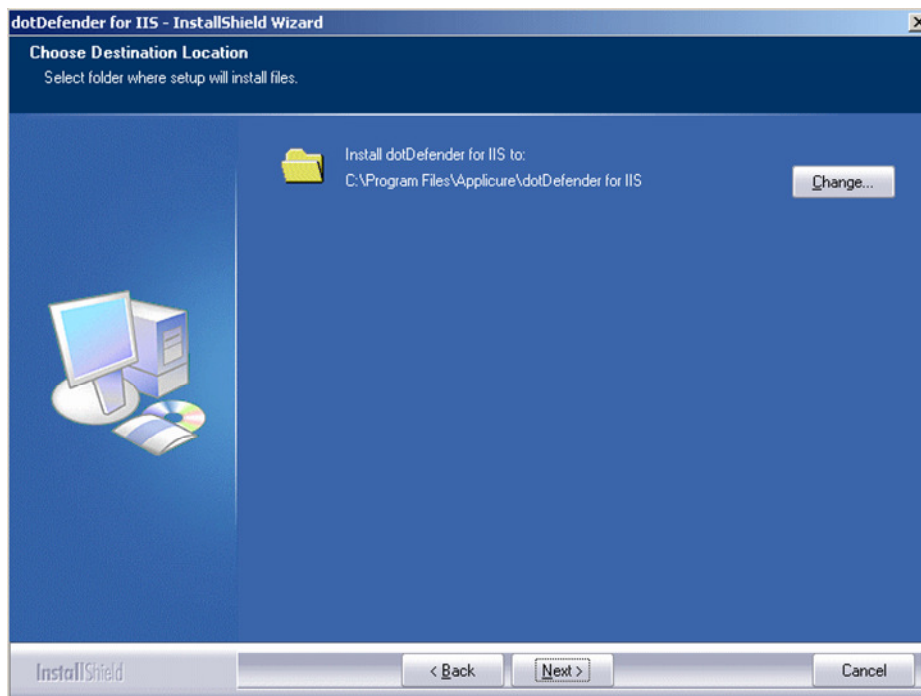 dotDefender for IIS - InstallShield Wizard
Choose Destination Location
Select folder where setup will install files.
Install dotDefender for IIS to:
C:\Program Files\Applicure\dotDefender for IIS
Change...
InstallShield
< Back
Next >
Cancel